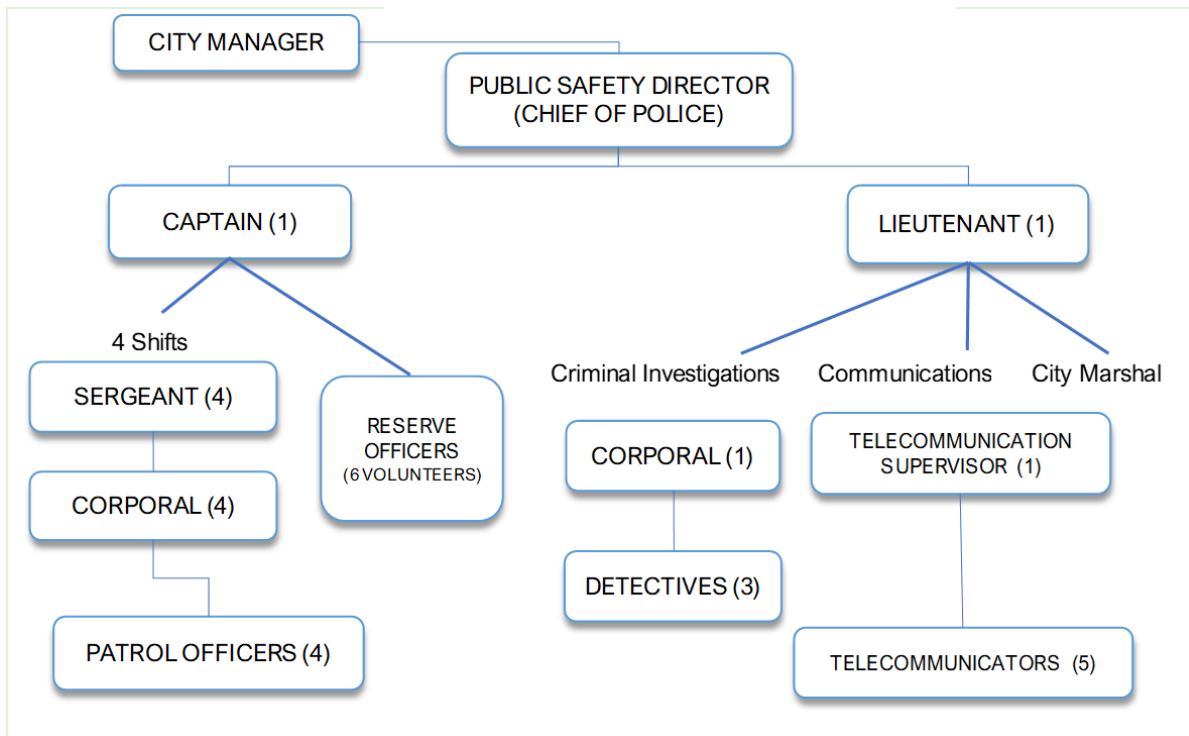 CITY MANAGER
PUBLIC SAFETY DIRECTOR
(CHIEF OF POLICE)
CAPTAIN (1)
LIEUTENANT (1)
4 Shifts
SERGEANT (4)
CORPORAL (4)
PATROL OFFICERS (4)
RESERVE
OFFICERS
(6 VOLUNTEERS)
Criminal Investigations
Communications
City Marshal
CORPORAL (1)
DETECTIVES (3)
TELECOMMUNICATION
SUPERVISOR (1)
TELECOMMUNICATORS (5)